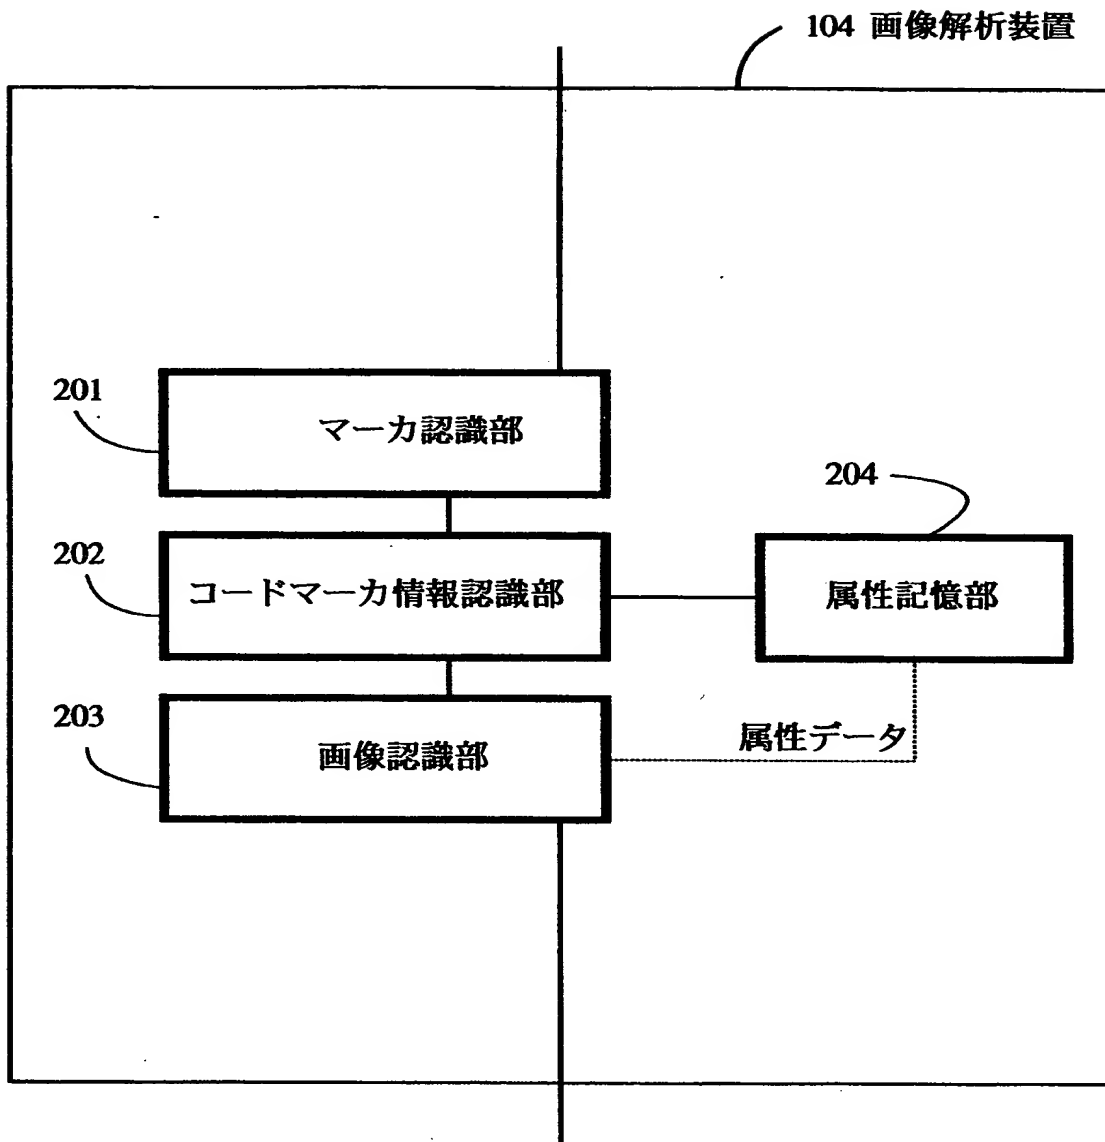 104 画像解析装置
201
マーカ認識部
204
202
コードマーカ情報認識部
属性記憶部
203
属性データ
画像認識部